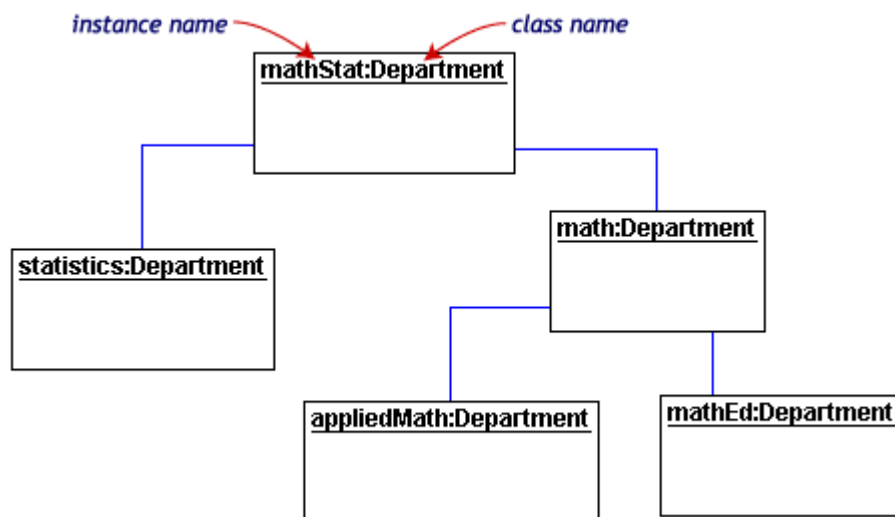 instance name
class name
mathStat:Department
math:Department
statistics:Department
appliedMath:Department
mathEd:Department